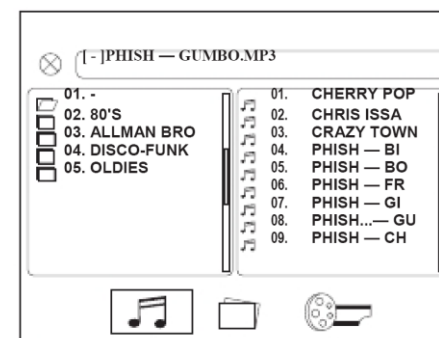 [ - ]PHISH — GUMBO.MP3
01. -
02. 80'S
03. ALLMAN BRO
04. DISCO-FUNK
05. OLDIES
01. CHERRY POP
02. CHRIS ISSA
03. CRAZY TOWN
04. PHISH — BI
05. PHISH — BO
06. PHISH — FR
07. PHISH — GI
08. PHISH...— GU
09. PHISH — CH